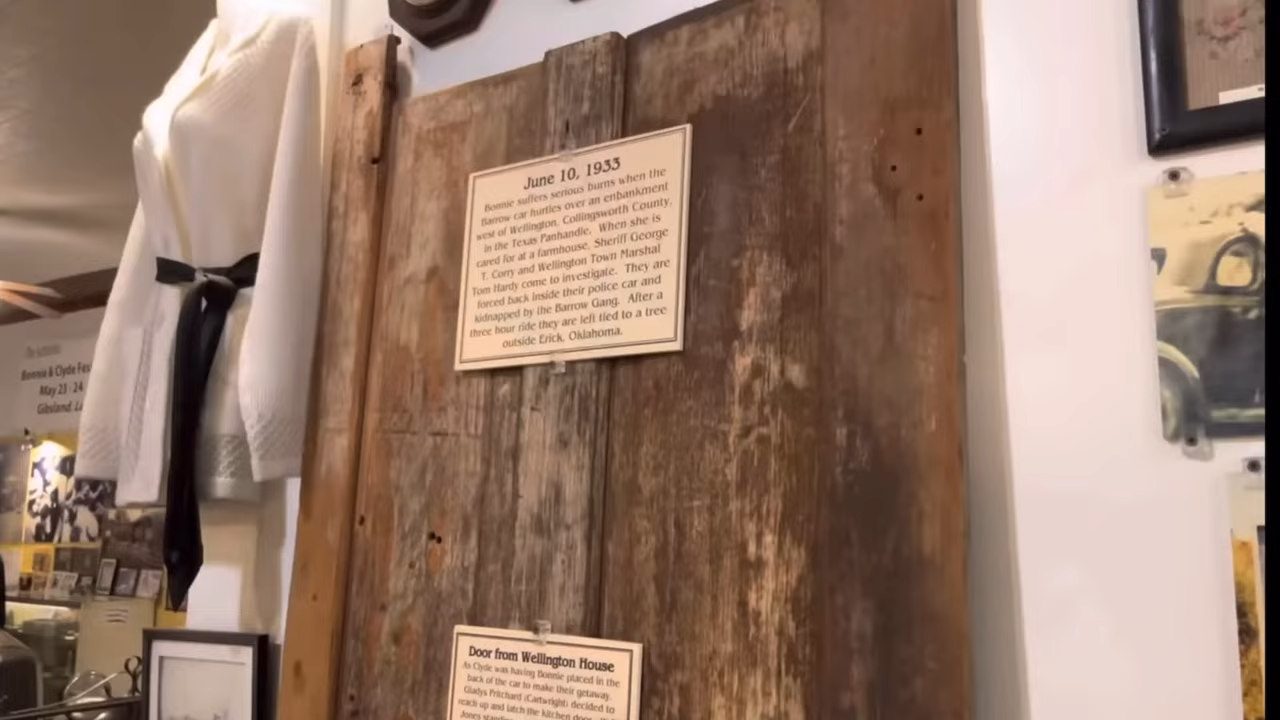 June 10, 1933
Bonnie suffers serious burns when the
Barrow car hurtles over an enbankment
west of Wellington, Collingsworth County,
in the Texas Panhandle. When she is
cared for at a farmhouse, Sheriff George
T. Corry and Wellington Town Marshal
Tom Hardy come to investigate. They are
forced back inside their police car and
kidnapped by the Barrow Gang. After a
three hour ride they are left tied to a tree
outside Erick, Oklahoma.
Door from Wellington House
As Clyde was having Bonnie placed in the
back of the car to make their getaway,
Gladys Pritchard (Cartwright) decided to
reach up and latch the kitchen door.
Jones
Bonnie & Clyde Fes
May 23 - 24
Gibsland, L